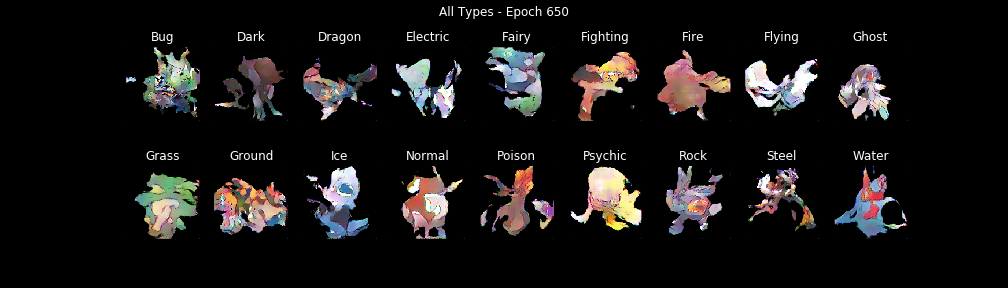 All Types - Epoch 650
Bug Dark Dragon Electric Fairy Fighting Fire Flying Ghost
Grass Ground Ice Normal Poison Psychic Rock Steel Water